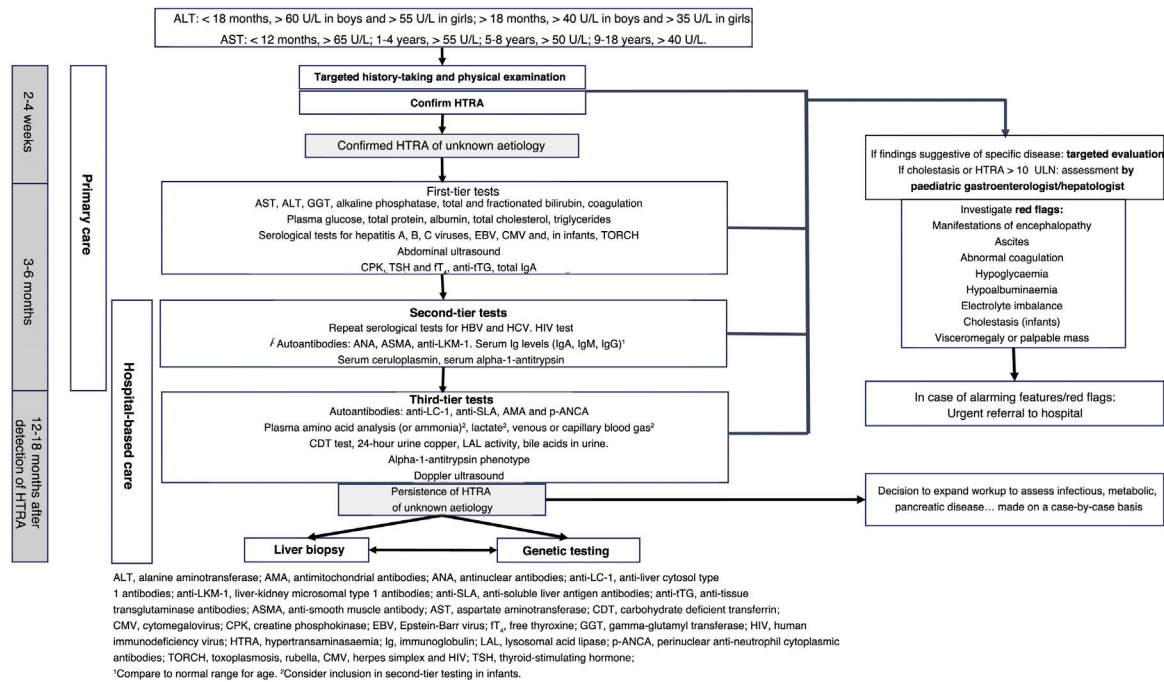 ALT: < 18 months, > 60 U/L in boys and > 55 U/L in girls; > 18 months, > 40 U/L in boys and > 35 U/L in girls.
AST: < 12 months, > 65 U/L; 1-4 years, > 55 U/L; 5-8 years, > 50 U/L; 9-18 years, > 40 U/L.
2-4 weeks
3-6 months
12-18 months after
detection of HTRA
Primary care
Hospital-based care
Targeted history-taking and physical examination
Confirm HTRA
Confirmed HTRA of unknown aetiology
First-tier tests
AST, ALT, GGT, alkaline phosphatase, total and fractionated bilirubin, coagulation
Plasma glucose, total protein, albumin, total cholesterol, triglycerides
Serological tests for hepatitis A, B, C viruses, EBV, CMV and, in infants, TORCH
Abdominal ultrasound
CPK, TSH and fT₄, anti-tTG, total IgA
Second-tier tests
Repeat serological tests for HBV and HCV. HIV test
Autoantibodies: ANA, ASMA, anti-LKM-1. Serum Ig levels (IgA, IgM, IgG)¹
Serum ceruloplasmin, serum alpha-1-antitrypsin
Third-tier tests
Autoantibodies: anti-LC-1, anti-SLA, AMA and p-ANCA
Plasma amino acid analysis (or ammonia)², lactate², venous or capillary blood gas²
CDT test, 24-hour urine copper, LAL activity, bile acids in urine.
Alpha-1-antitrypsin phenotype
Doppler ultrasound
Persistence of HTRA
of unknown aetiology
Liver biopsy
Genetic testing
If findings suggestive of specific disease: targeted evaluation
If cholestasis or HTRA > 10 ULN: assessment by
paediatric gastroenterologist/hepatologist
Investigate red flags:
Manifestations of encephalopathy
Ascites
Abnormal coagulation
Hypoglycaemia
Hypoalbuminaemia
Electrolyte imbalance
Cholestasis (infants)
Visceromegaly or palpable mass
In case of alarming features/red flags:
Urgent referral to hospital
Decision to expand workup to assess infectious, metabolic,
pancreatic disease… made on a case-by-case basis
ALT, alanine aminotransferase; AMA, antimitochondrial antibodies; ANA, antinuclear antibodies; anti-LC-1, anti-liver cytosol type
1 antibodies; anti-LKM-1, liver-kidney microsomal type 1 antibodies; anti-SLA, anti-soluble liver antigen antibodies; anti-tTG, anti-tissue
transglutaminase antibodies; ASMA, anti-smooth muscle antibody; AST, aspartate aminotransferase; CDT, carbohydrate deficient transferrin;
CMV, cytomegalovirus; CPK, creatine phosphokinase; EBV, Epstein-Barr virus; fT₄, free thyroxine; GGT, gamma-glutamyl transferase; HIV, human
immunodeficiency virus; HTRA, hypertransaminasaemia; Ig, immunoglobulin; LAL, lysosomal acid lipase; p-ANCA, perinuclear anti-neutrophil cytoplasmic
antibodies; TORCH, toxoplasmosis, rubella, CMV, herpes simplex and HIV; TSH, thyroid-stimulating hormone;
¹Compare to normal range for age. ²Consider inclusion in second-tier testing in infants.